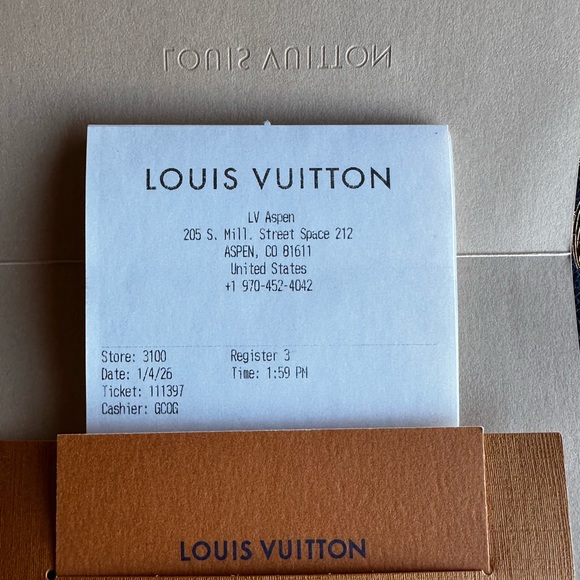 LOUIS VUITTON
LOUIS VUITTON
LV Aspen
205 S. Mill. Street Space 212
ASPEN, CO 81611
United States
+1 970-452-4042
Store: 3100 Register 3
Date: 1/4/26 Time: 1:59 PM
Ticket: 111397
Cashier: GCOG
LOUIS VUITTON